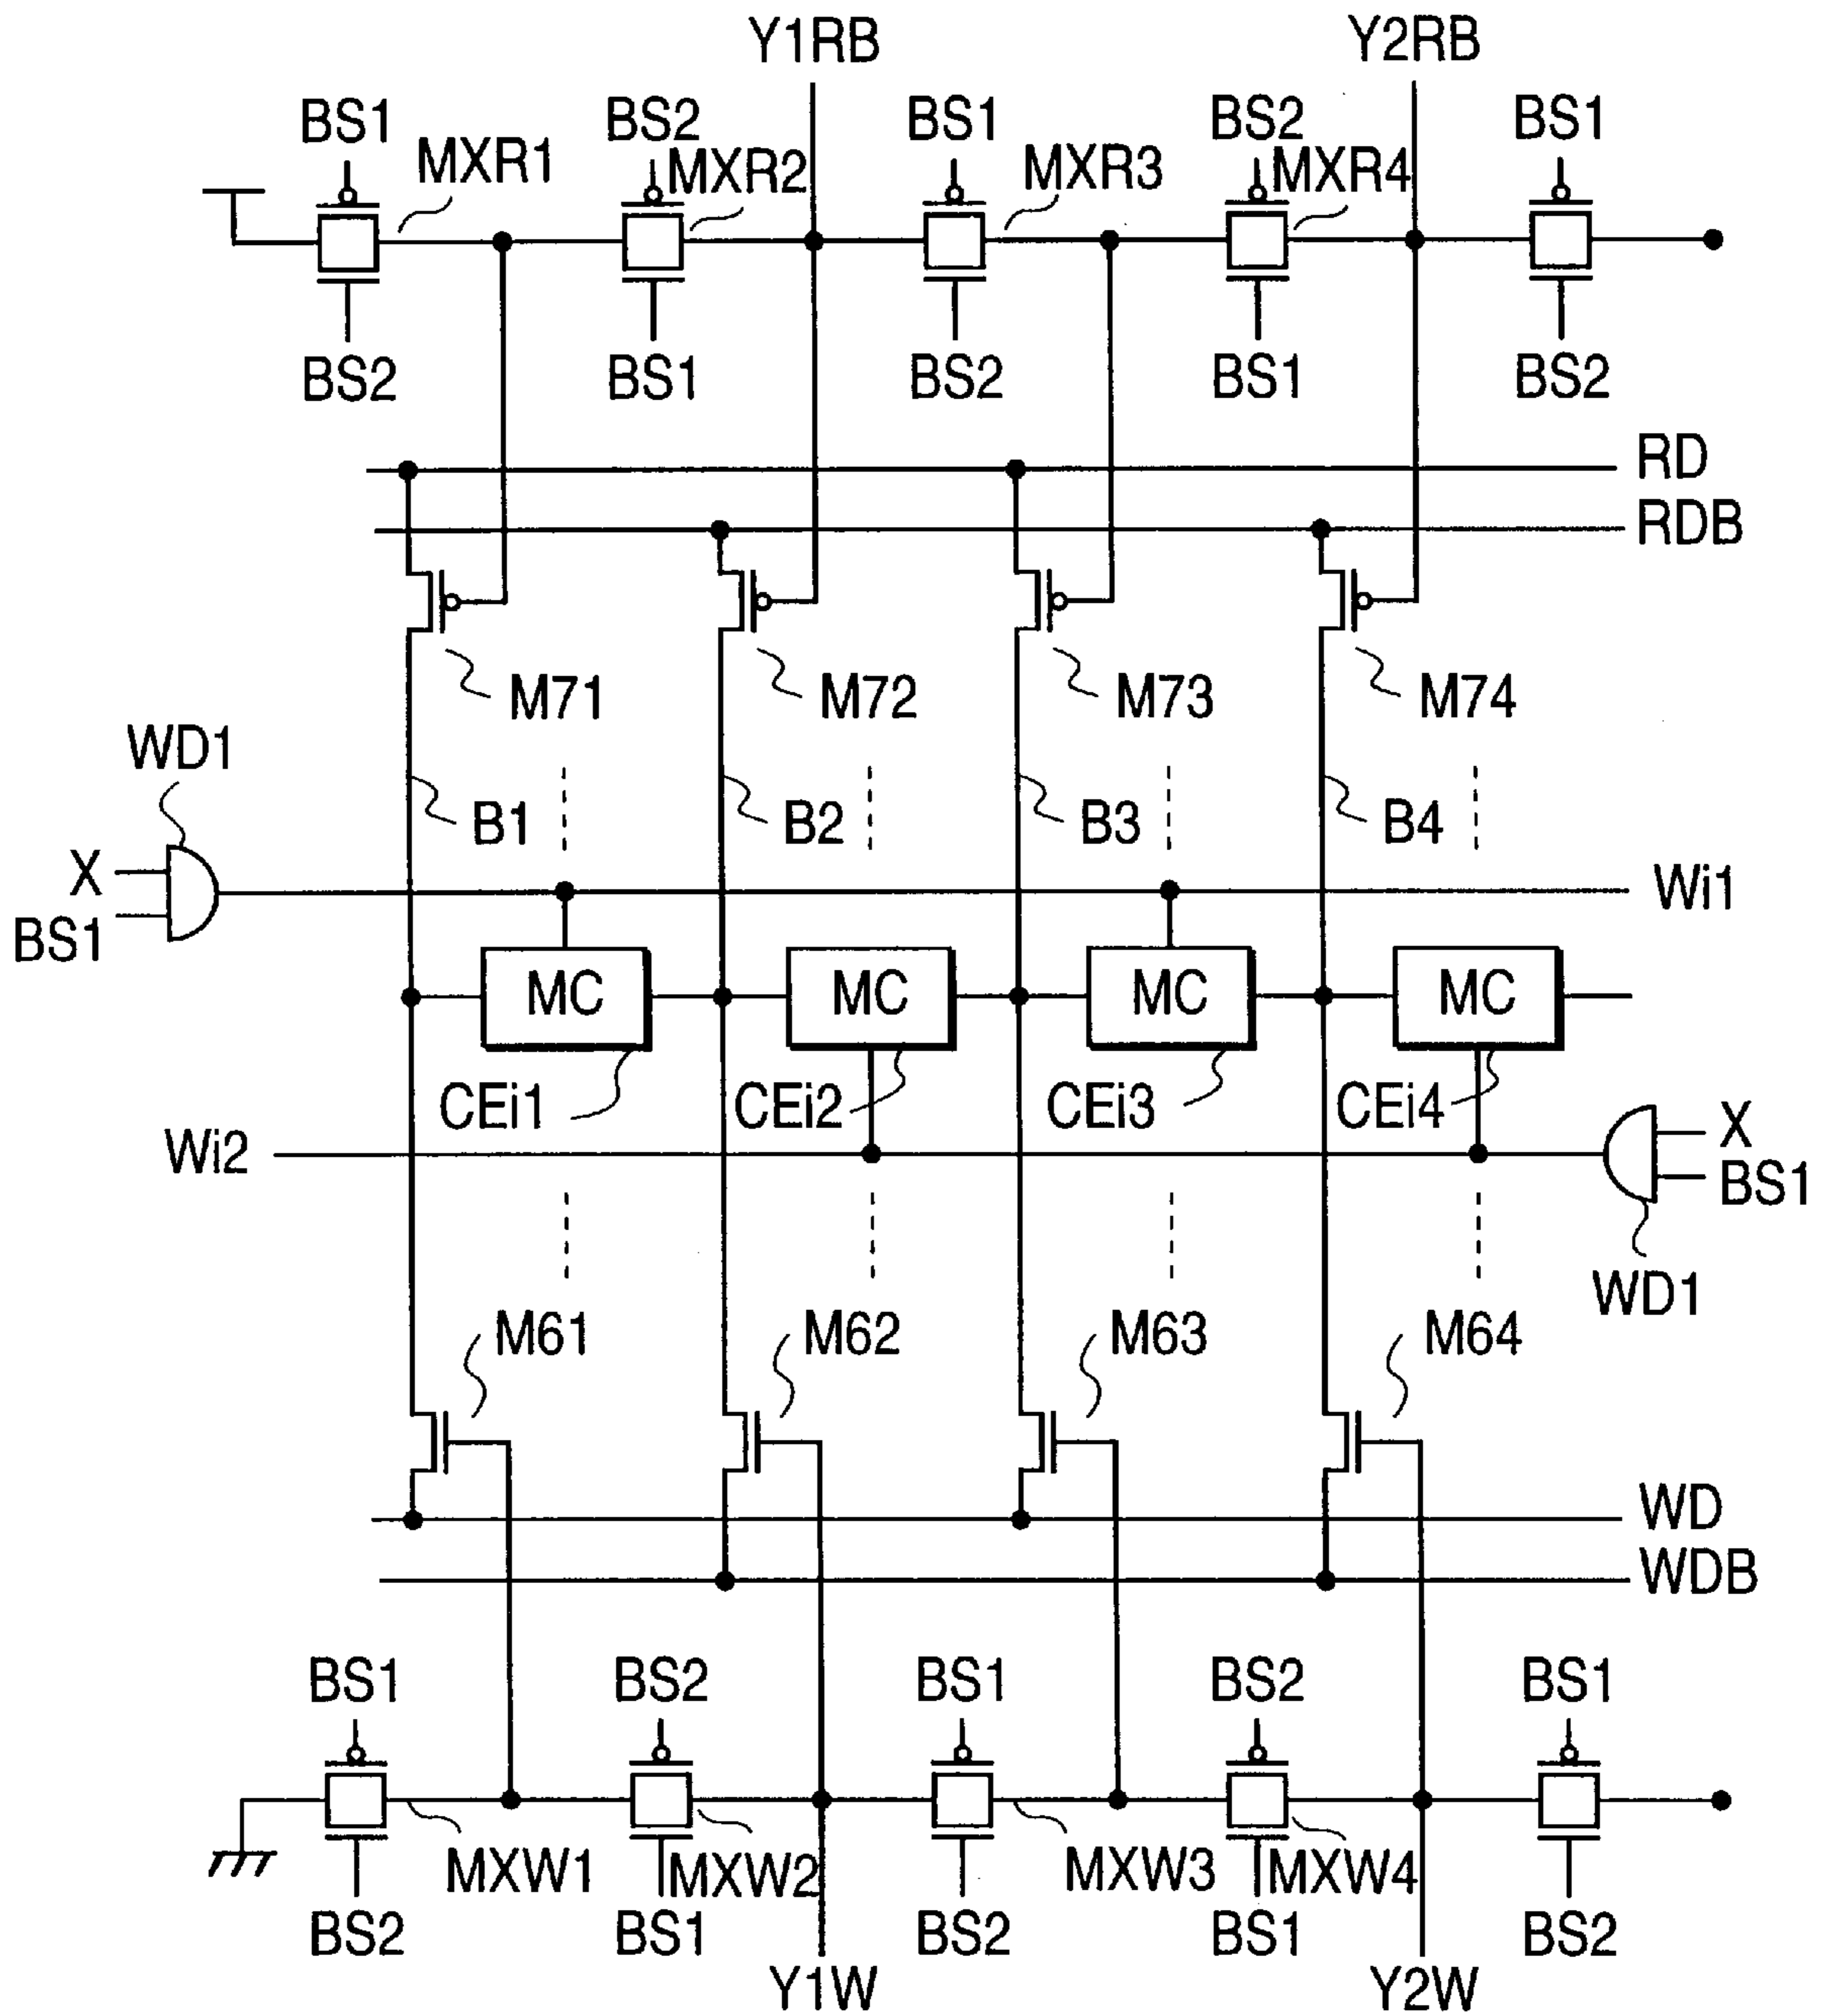 Y1RB Y2RB
BS1 BS2 BS1 BS2 BS1
MXR1 MXR2 MXR3 MXR4
BS2 BS1 BS2 BS1 BS2
RD
RDB
M71 M72 M73 M74
WD1
B1 B2 B3 B4
X
Wi1
BS1
MC MC MC MC
CEi1 CEi2 CEi3 CEi4
X
Wi2
BS1
WD1
M61 M62 M63 M64
WD
WDB
BS1 BS2 BS1 BS2 BS1
MXW1 MXW2 MXW3 MXW4
BS2 BS1 BS2 BS1 BS2
Y1W Y2W